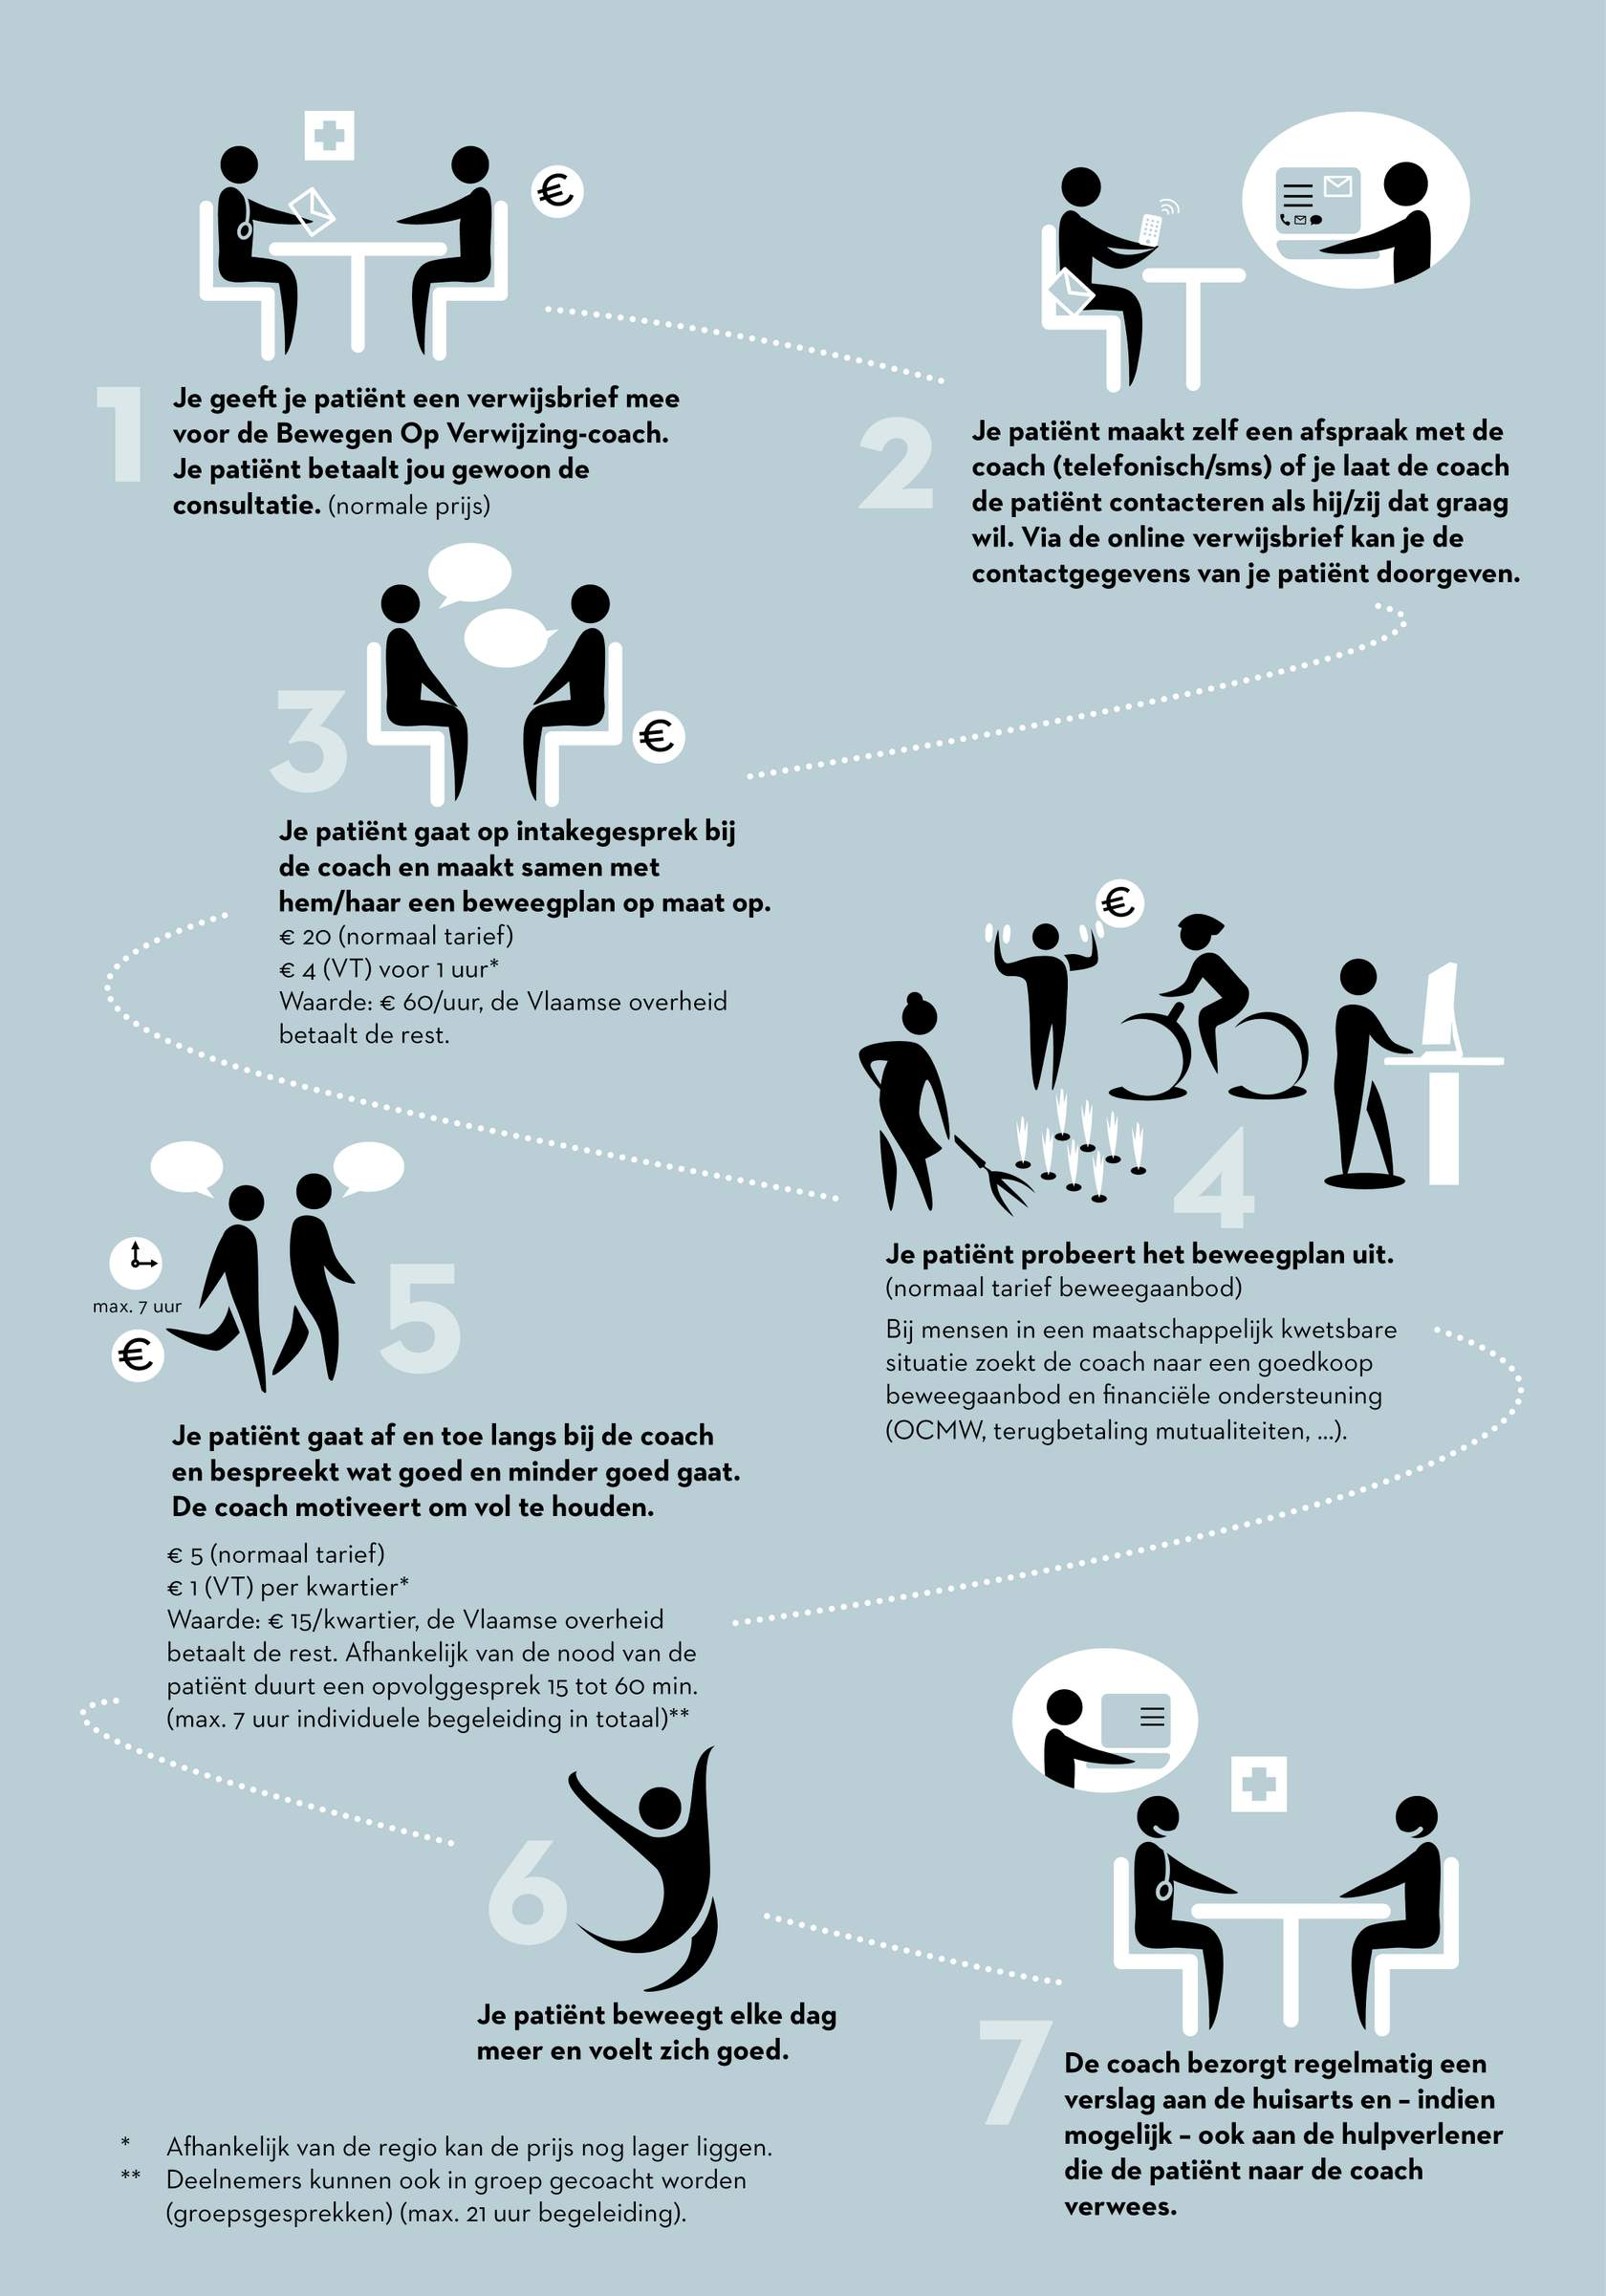 €
1
Je geeft je patiënt een verwijsbrief mee
voor de Bewegen Op Verwijzing-coach.
Je patiënt betaalt jou gewoon de
consultatie. (normale prijs)
2
Je patiënt maakt zelf een afspraak met de
coach (telefonisch/sms) of je laat de coach
de patiënt contacteren als hij/zij dat graag
wil. Via de online verwijsbrief kan je de
contactgegevens van je patiënt doorgeven.
3
€
Je patiënt gaat op intakegesprek bij
de coach en maakt samen met
hem/haar een beweegplan op maat op.
€ 20 (normaal tarief)
€ 4 (VT) voor 1 uur*
Waarde: € 60/uur, de Vlaamse overheid
betaalt de rest.
€
4
Je patiënt probeert het beweegplan uit.
(normaal tarief beweegaanbod)
Bij mensen in een maatschappelijk kwetsbare
situatie zoekt de coach naar een goedkoop
beweegaanbod en financiële ondersteuning
(OCMW, terugbetaling mutualiteiten, ...).
max. 7 uur
€
5
Je patiënt gaat af en toe langs bij de coach
en bespreekt wat goed en minder goed gaat.
De coach motiveert om vol te houden.
€ 5 (normaal tarief)
€ 1 (VT) per kwartier*
Waarde: € 15/kwartier, de Vlaamse overheid
betaalt de rest. Afhankelijk van de nood van de
patiënt duurt een opvolggesprek 15 tot 60 min.
(max. 7 uur individuele begeleiding in totaal)**
6
Je patiënt beweegt elke dag
meer en voelt zich goed.
7
De coach bezorgt regelmatig een
verslag aan de huisarts en – indien
mogelijk – ook aan de hulpverlener
die de patiënt naar de coach
verwees.
* Afhankelijk van de regio kan de prijs nog lager liggen.
** Deelnemers kunnen ook in groep gecoacht worden
(groepsgesprekken) (max. 21 uur begeleiding).